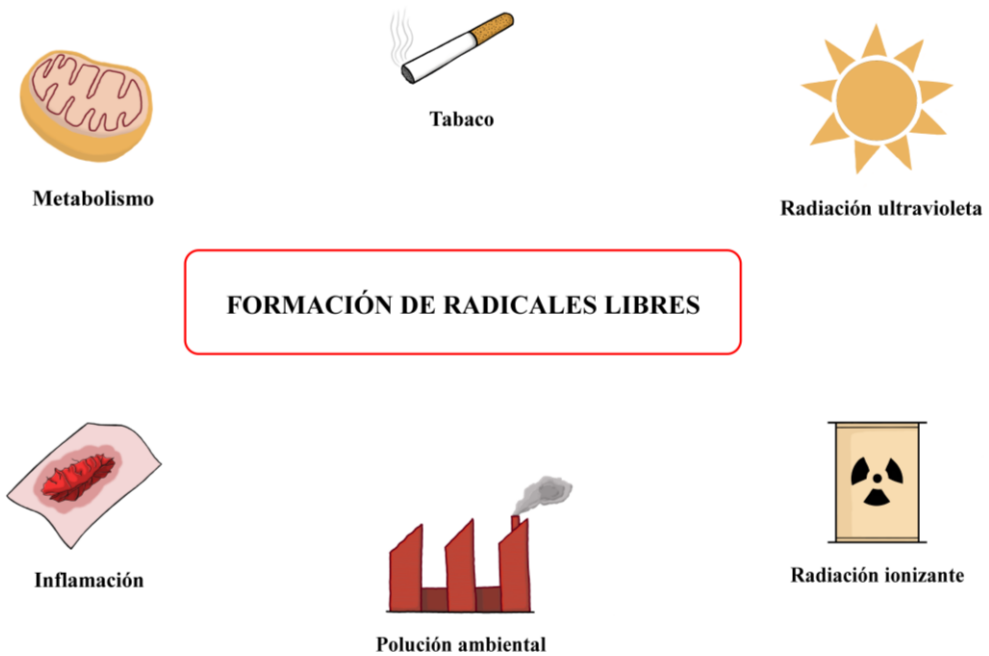 Tabaco
Metabolismo
Radiación ultravioleta
FORMACIÓN DE RADICALES LIBRES
Inflamación
Radiación ionizante
Polución ambiental